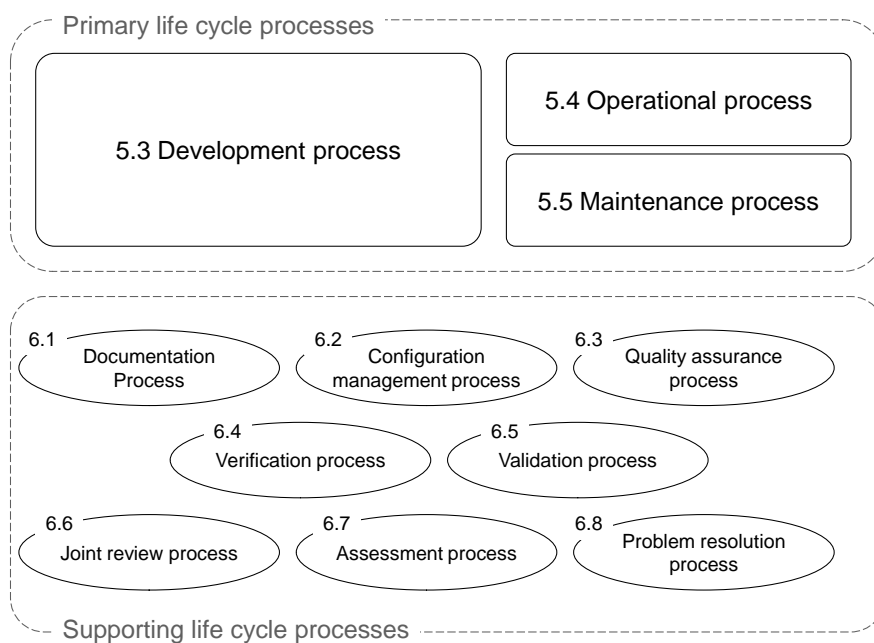 Primary life cycle processes
5.3 Development process
5.4 Operational process
5.5 Maintenance process
6.1
Documentation
Process
6.2
Configuration
management process
6.3
Quality assurance
process
6.4
Verification process
6.5
Validation process
6.6
Joint review process
6.7
Assessment process
6.8
Problem resolution
process
Supporting life cycle processes